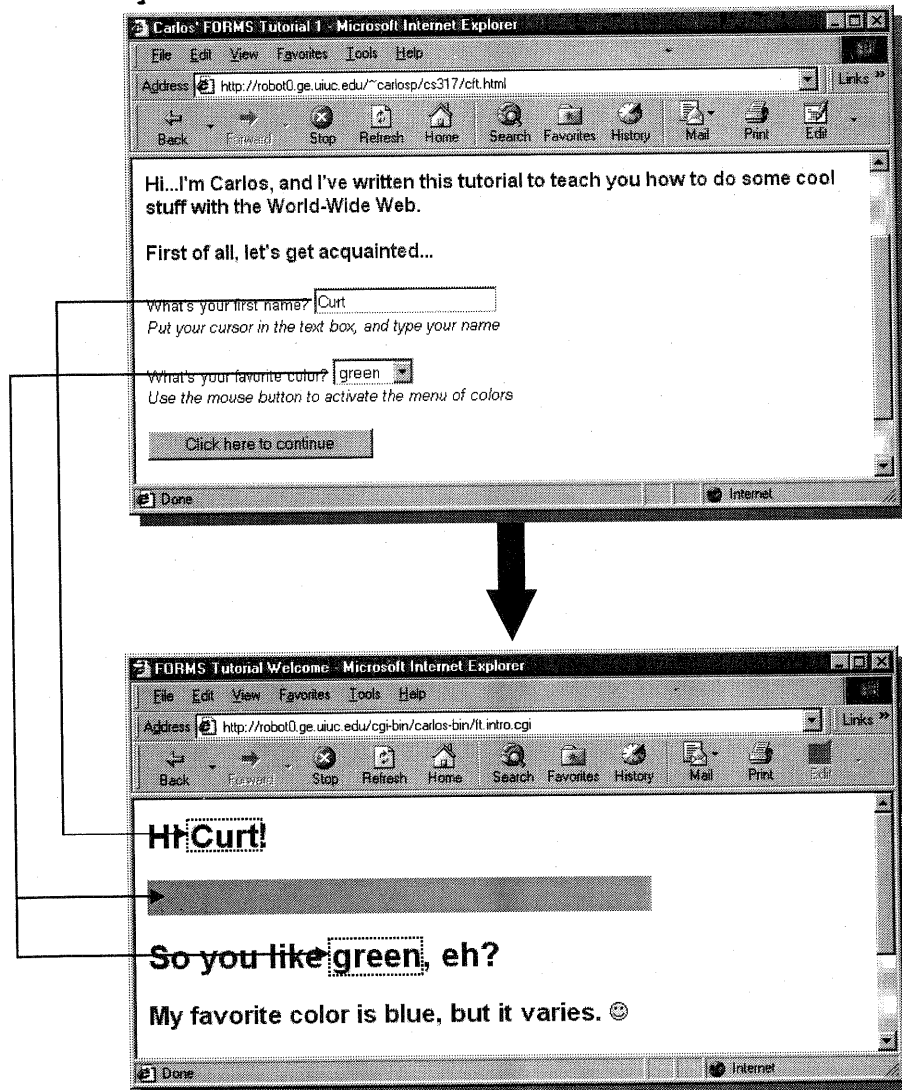 Carlos' FORMS Tutorial 1 - Microsoft Internet Explorer
File Edit View Favorites Tools Help
Address http://robot0.ge.uiuc.edu/~carlosp/cs317/cft.html Links »
Back Forward Stop Refresh Home Search Favorites History Mail Print Edit
Hi...I'm Carlos, and I've written this tutorial to teach you how to do some cool
stuff with the World-Wide Web.
First of all, let's get acquainted...
What's your first name? Curt
Put your cursor in the text box, and type your name
What's your favorite color? green
Use the mouse button to activate the menu of colors
Click here to continue
Done Internet
FORMS Tutorial Welcome - Microsoft Internet Explorer
File Edit View Favorites Tools Help
Address http://robot0.ge.uiuc.edu/cgi-bin/carlos-bin/ft.intro.cgi Links »
Back Forward Stop Refresh Home Search Favorites History Mail Print Edit
Hi Curt!
So you like green, eh?
My favorite color is blue, but it varies. ☺
Done Internet